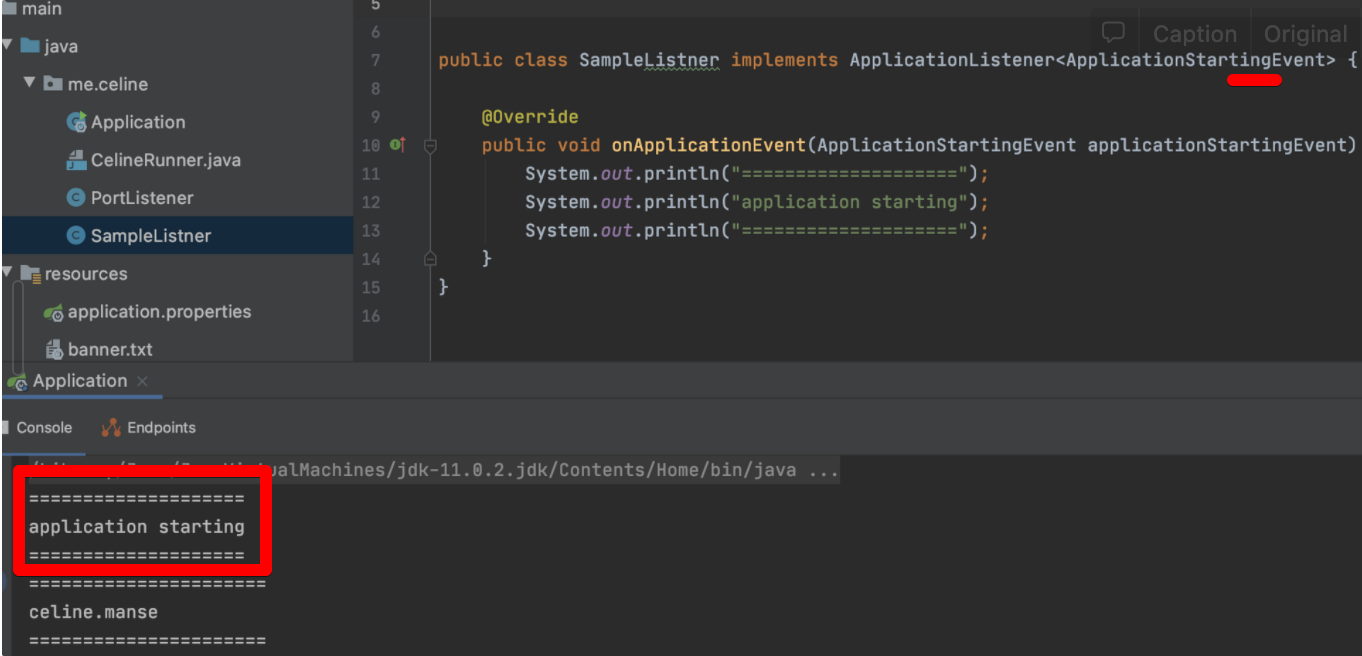 main
java
me.celine
Application
CelineRunner.java
PortListener
SampleListner
resources
application.properties
banner.txt
5
6
Caption Original
7 public class SampleListner implements ApplicationListener<ApplicationStartingEvent> {
8
9 @Override
10 public void onApplicationEvent(ApplicationStartingEvent applicationStartingEvent)
11 System.out.println("====================");
12 System.out.println("application starting");
13 System.out.println("====================");
14 }
15 }
16
Application
Console Endpoints
/jdk-11.0.2.jdk/Contents/Home/bin/java ...
====================
application starting
====================
======================
celine.manse
======================